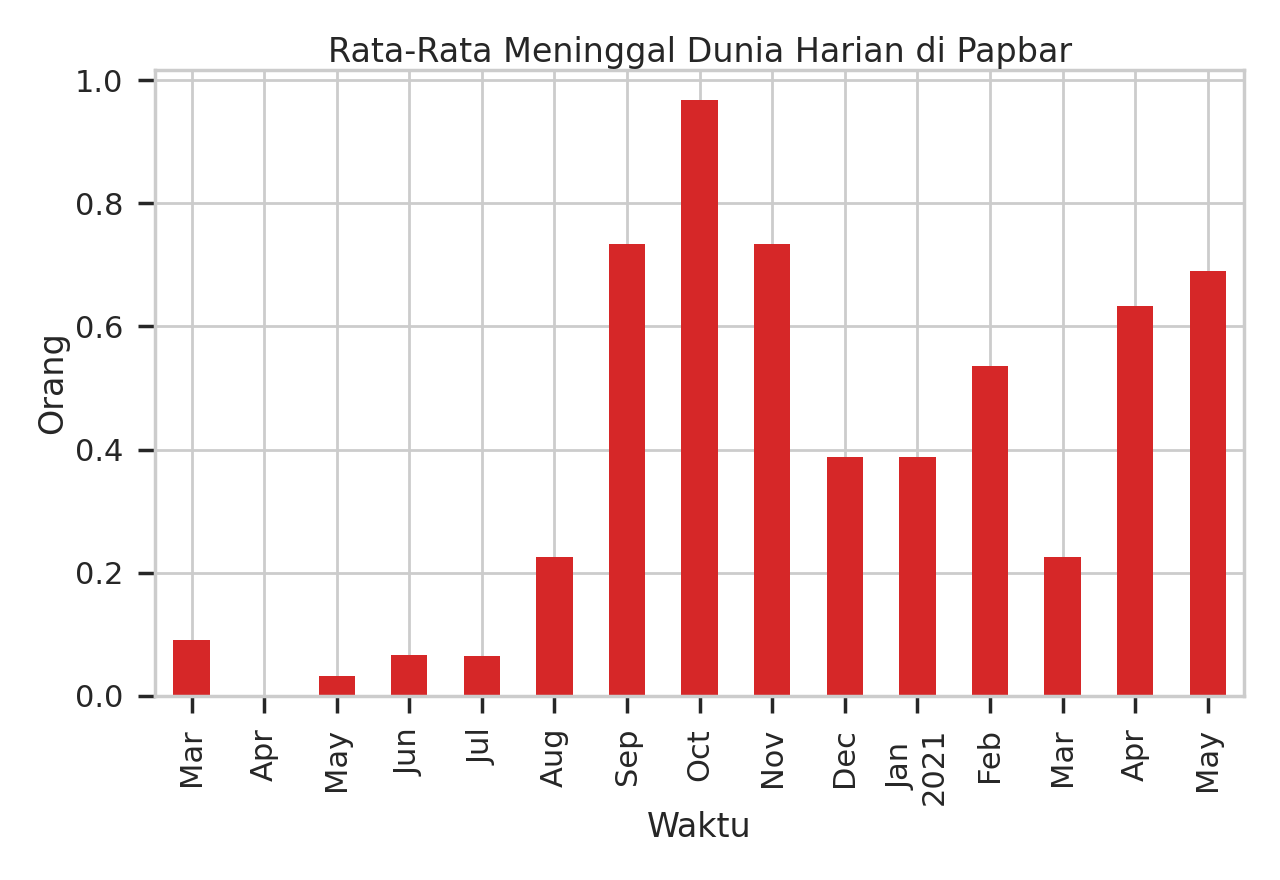 Rata-Rata Meninggal Dunia Harian di Papbar
1.0
0.8
0.6
0.4
0.2
0.0
Orang
Mar
Apr
May
Jun
Jul
Aug
Sep
Oct
Nov
Dec
Jan
2021
Feb
Mar
Apr
May
Waktu